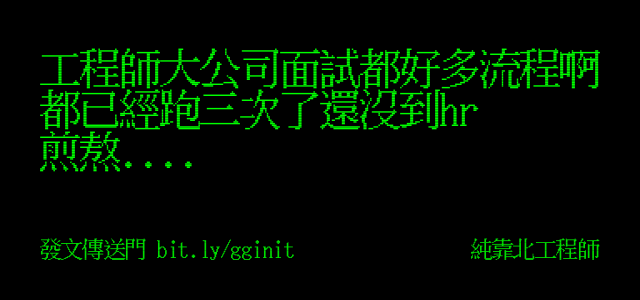 工程師大公司面試都好多流程啊
都已經跑三次了還沒到hr
煎熬....
發文傳送門 bit.ly/gginit
純靠北工程師